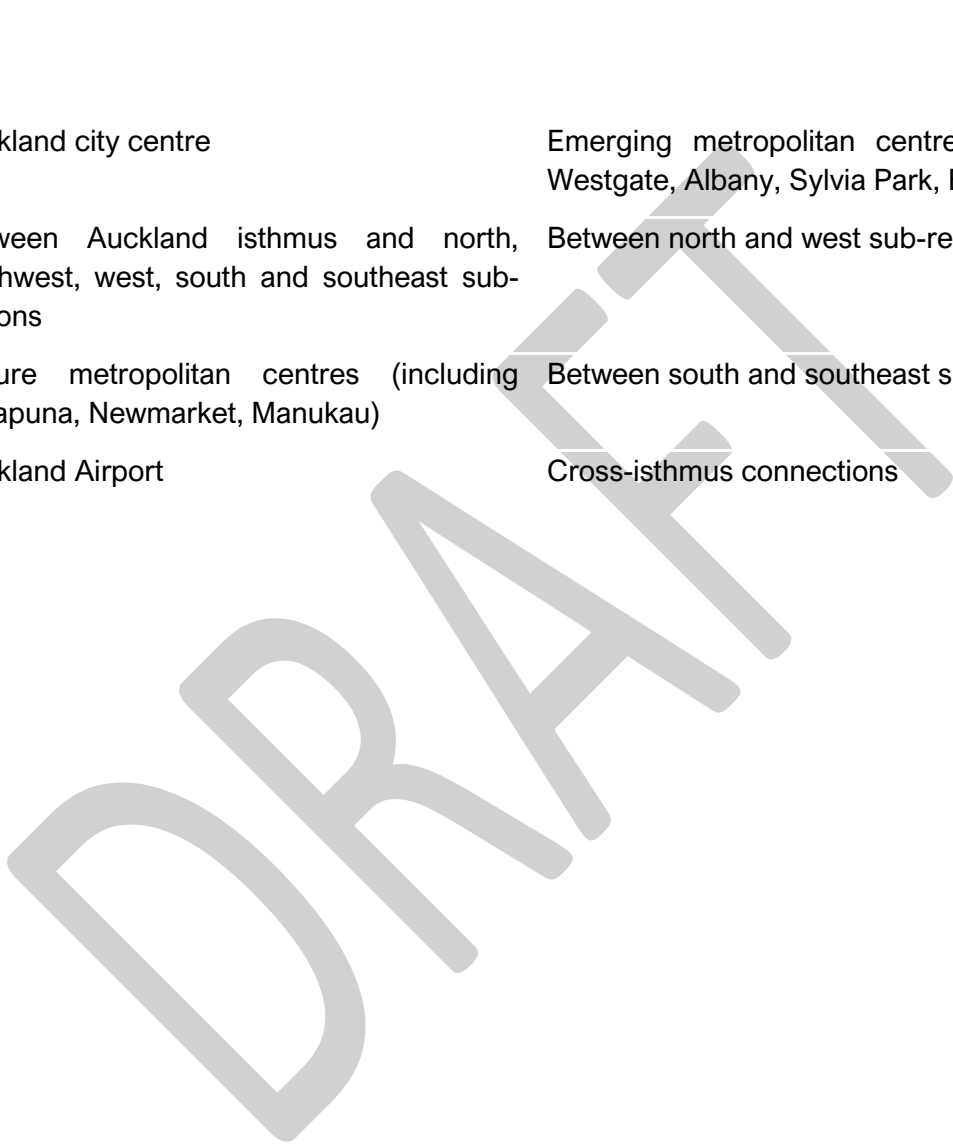 kland city centre
Emerging metropolitan centre
Westgate, Albany, Sylvia Park,
ween Auckland isthmus and north,
hwest, west, south and southeast sub-
ons
Between north and west sub-re
ure metropolitan centres (including
apuna, Newmarket, Manukau)
Between south and southeast s
kland Airport
Cross-isthmus connections
DRAFT